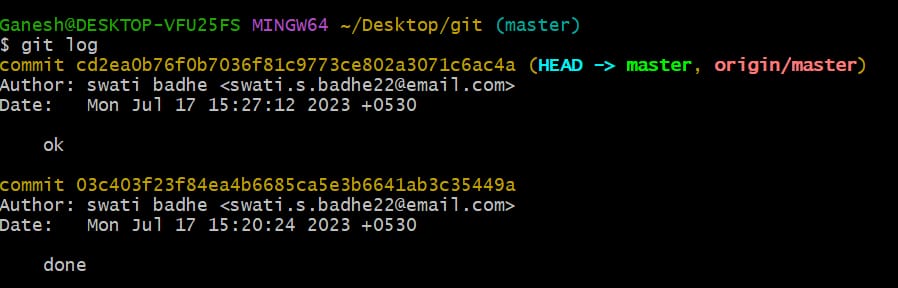 Ganesh@DESKTOP-VFU25FS MINGW64 ~/Desktop/git (master)
$ git log
commit cd2ea0b76f0b7036f81c9773ce802a3071c6ac4a (HEAD -> master, origin/master)
Author: swati badhe <swati.s.badhe22@email.com>
Date:   Mon Jul 17 15:27:12 2023 +0530
    ok
commit 03c403f23f84ea4b6685ca5e3b6641ab3c35449a
Author: swati badhe <swati.s.badhe22@email.com>
Date:   Mon Jul 17 15:20:24 2023 +0530
    done